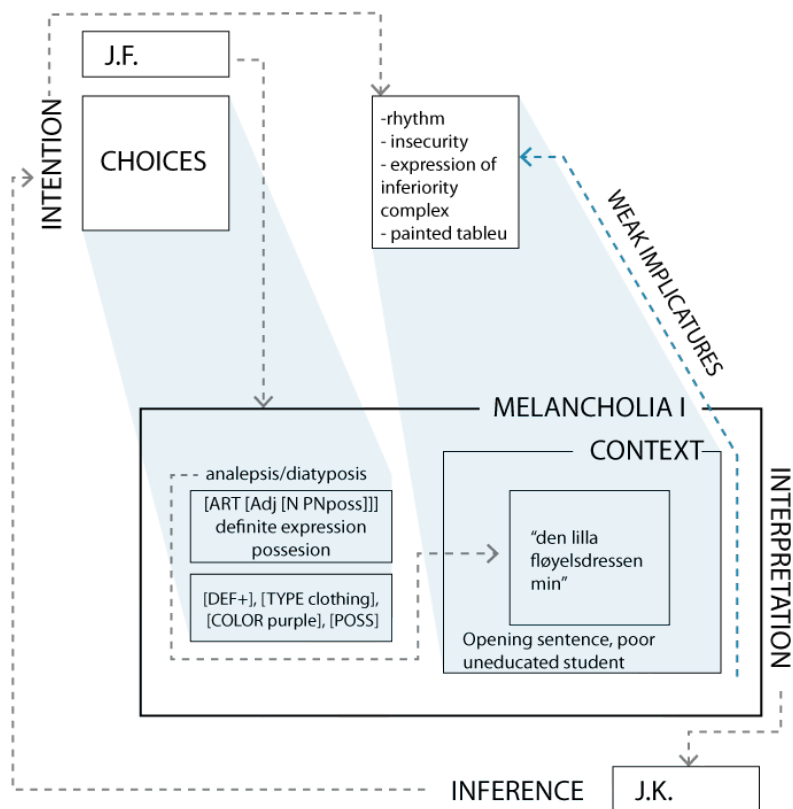 J.F.
INTENTION
CHOICES
-rhythm
- insecurity
- expression of
inferiority
complex
- painted tableu
WEAK IMPLICATURES
MELANCHOLIA I
CONTEXT
analepsis/diatyposis
[ART [Adj [N PNposs]]]
definite expression
possesion
[DEF+], [TYPE clothing],
[COLOR purple], [POSS]
"den lilla
fløyelsdressen
min"
Opening sentence, poor
uneducated student
INTERPRETATION
INFERENCE
J.K.